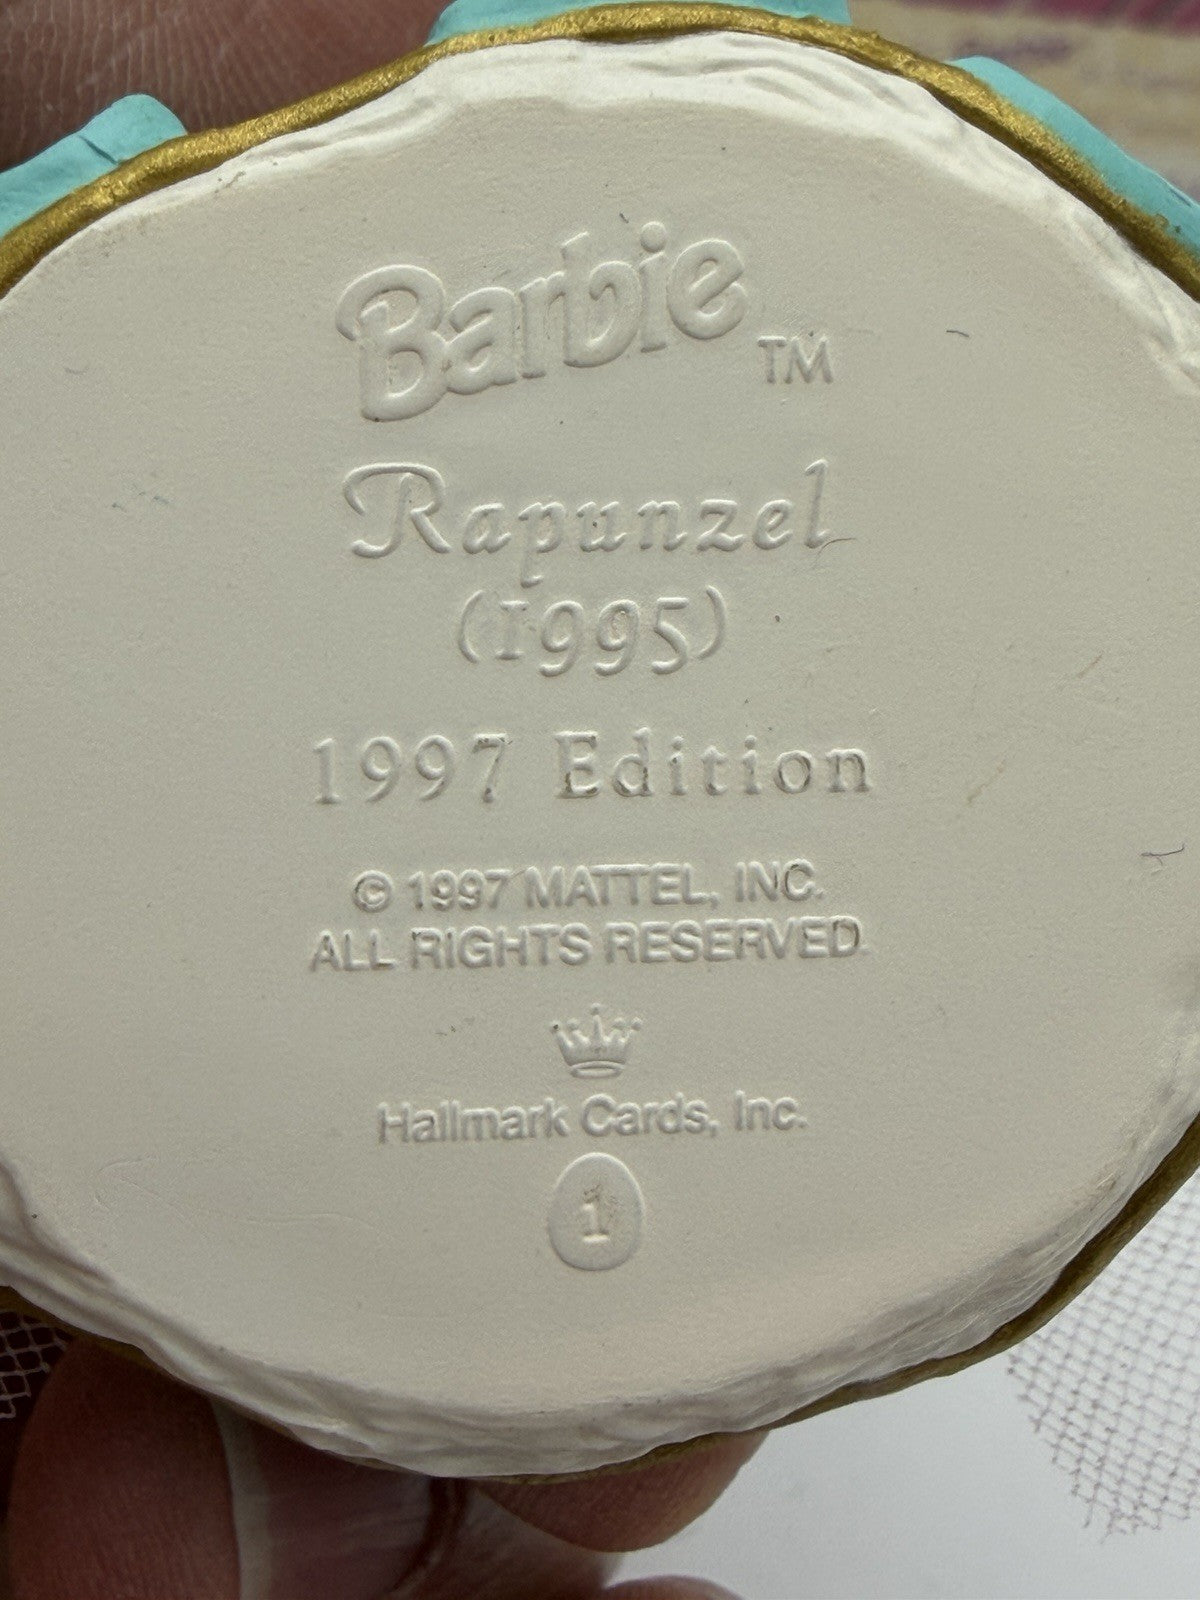 Barbie TM
Rapunzel
(1995)
1997 Edition
© 1997 MATTEL, INC.
ALL RIGHTS RESERVED.
Hallmark Cards, Inc.
1